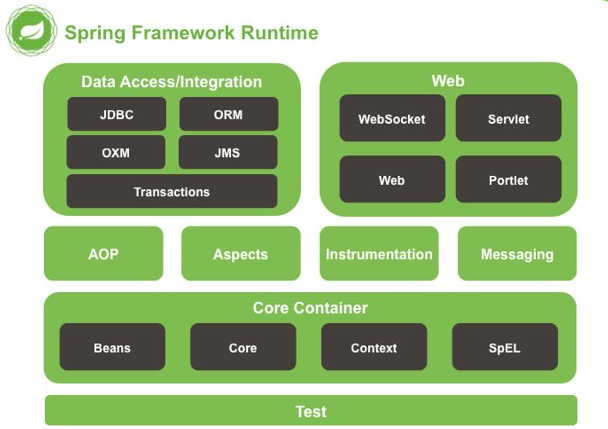 Spring Framework Runtime
Data Access/Integration
JDBC
ORM
OXM
JMS
Transactions
Web
WebSocket
Servlet
Web
Portlet
AOP
Aspects
Instrumentation
Messaging
Core Container
Beans
Core
Context
SpEL
Test